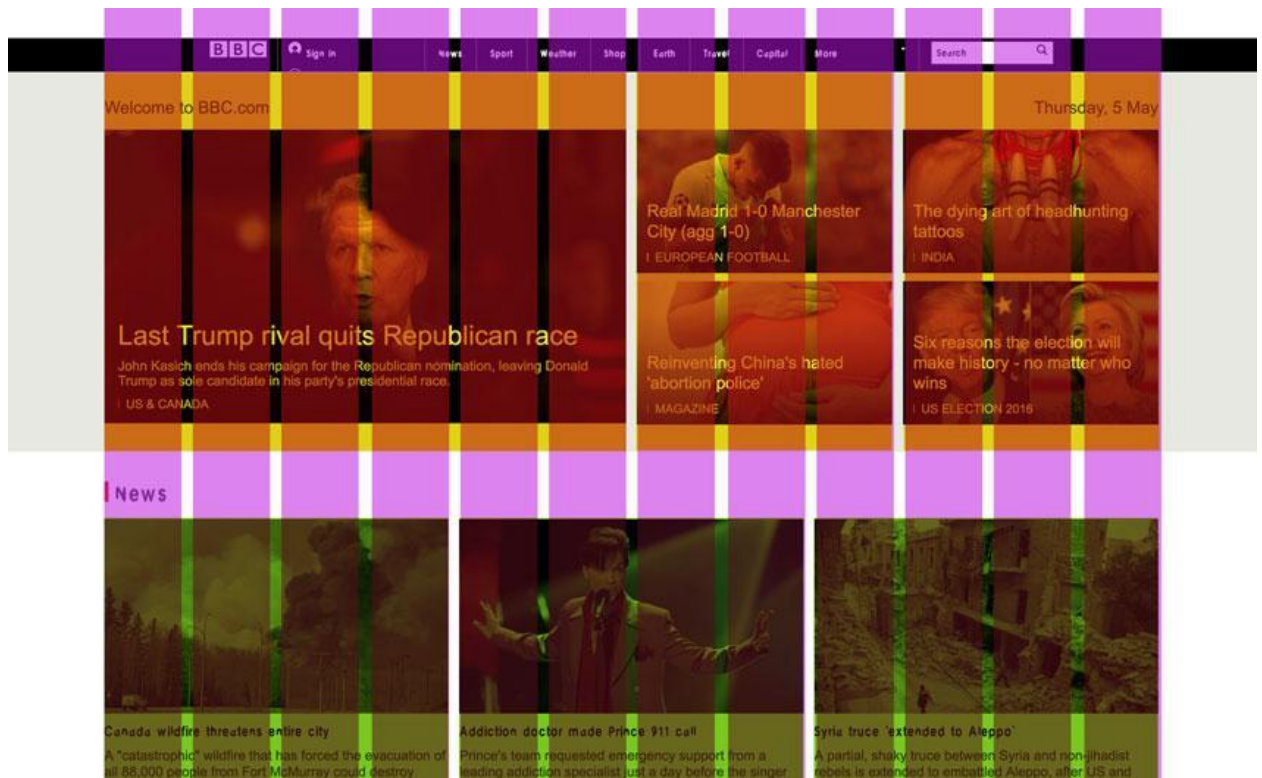 BBC Sign in News Sport Weather Shop Earth Travel Capital More Search
Welcome to BBC.com
Thursday, 5 May
Last Trump rival quits Republican race
John Kasich ends his campaign for the Republican nomination, leaving Donald
Trump as sole candidate in his party's presidential race.
US & CANADA
Real Madrid 1-0 Manchester
City (agg 1-0)
EUROPEAN FOOTBALL
The dying art of headhunting
tattoos
INDIA
Reinventing China's hated
'abortion police'
MAGAZINE
Six reasons the election will
make history - no matter who
wins
US ELECTION 2016
News
Canada wildfire threatens entire city
A "catastrophic" wildfire that has forced the evacuation of
all 88,000 people from Fort McMurray could destroy
Addiction doctor made Prince 911 call
Prince's team requested emergency support from a
leading addiction specialist just a day before the singer
Syria truce 'extended to Aleppo'
A partial, shaky truce between Syria and non-jihadist
rebels is extended to embattled Aleppo, after US and